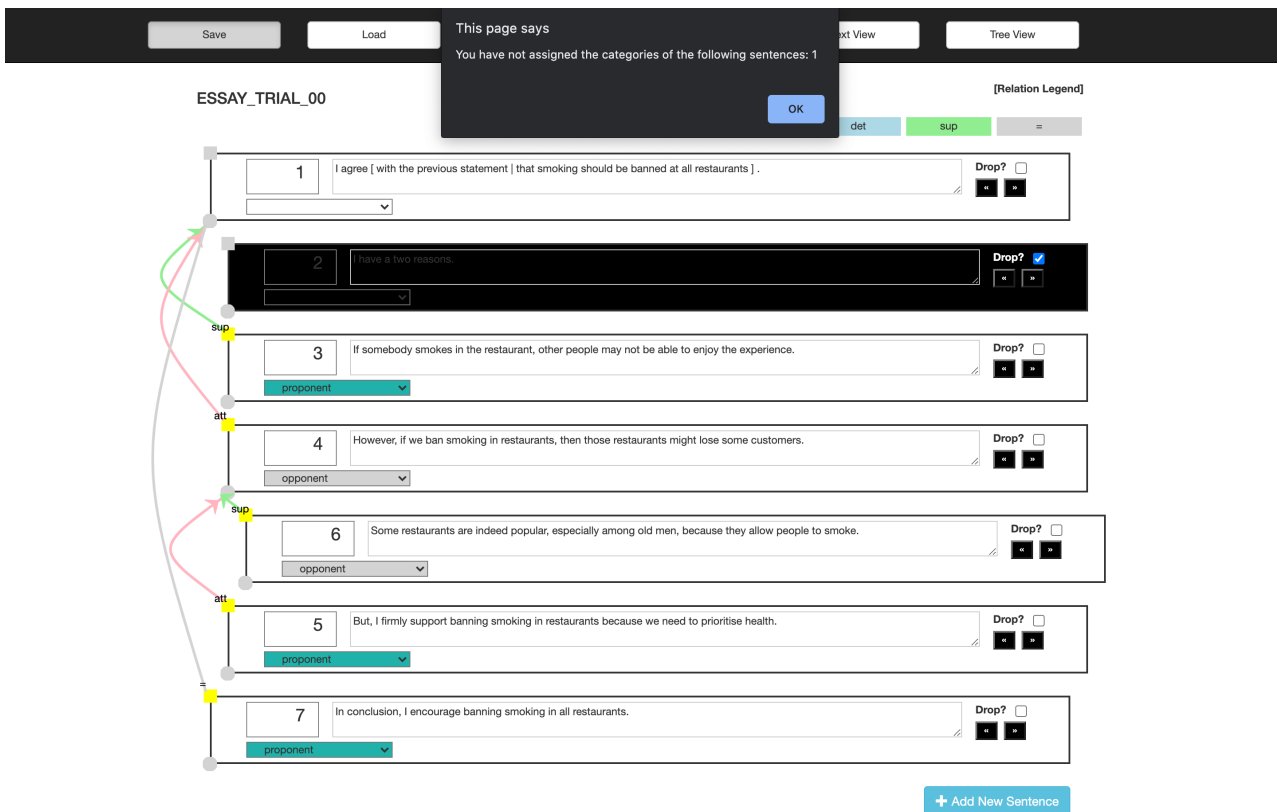 Save
Load
This page says
You have not assigned the categories of the following sentences: 1
OK
ext View
Tree View
ESSAY_TRIAL_00
[Relation Legend]
det
sup
=
1
I agree [ with the previous statement | that smoking should be banned at all restaurants ] .
Drop?
«
»
2
I have a two reasons.
Drop?
«
»
sup
3
If somebody smokes in the restaurant, other people may not be able to enjoy the experience.
Drop?
«
»
proponent
att
4
However, if we ban smoking in restaurants, then those restaurants might lose some customers.
Drop?
«
»
opponent
sup
6
Some restaurants are indeed popular, especially among old men, because they allow people to smoke.
Drop?
«
»
opponent
att
5
But, I firmly support banning smoking in restaurants because we need to prioritise health.
Drop?
«
»
proponent
=
7
In conclusion, I encourage banning smoking in all restaurants.
Drop?
«
»
proponent
+ Add New Sentence